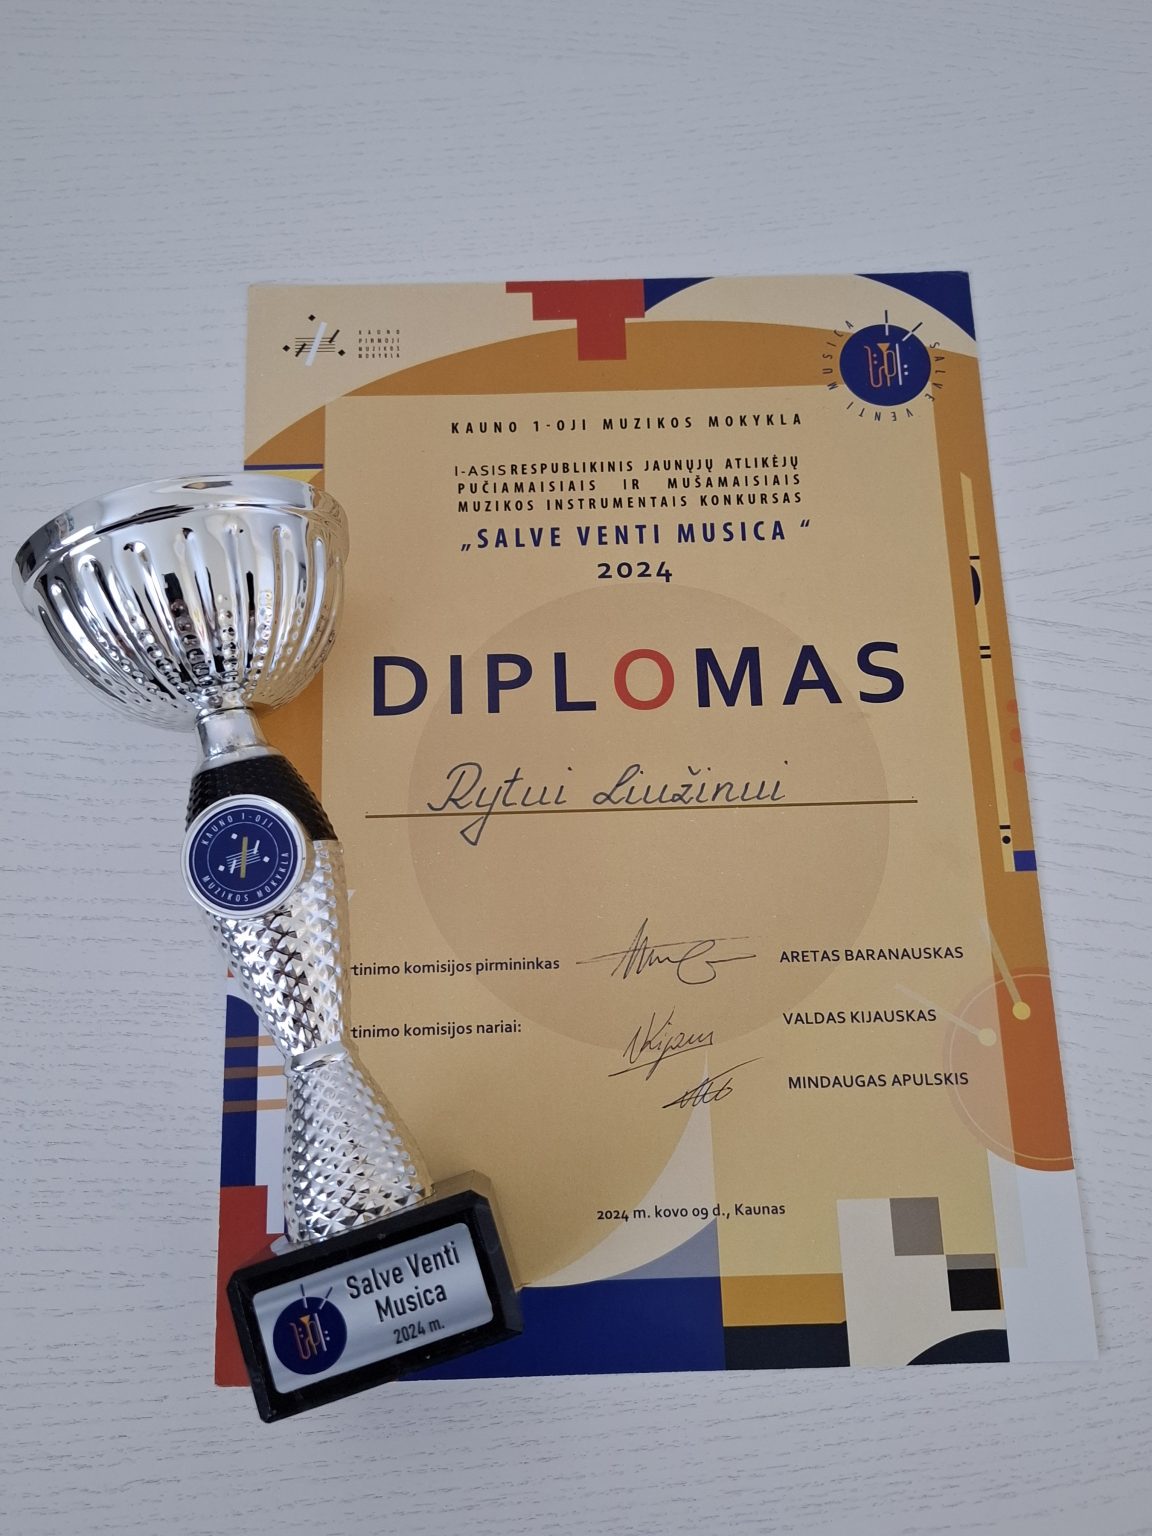 KAUNO
PIRMOJI
MUZIKOS
MOKYKLA
SALVE VENTI MUSICA
KAUNO 1-OJI MUZIKOS MOKYKLA
I-ASIS RESPUBLIKINIS JAUNŲJŲ ATLIKĖJŲ
PUČIAMAISIAIS IR MUŠAMAISIAIS
MUZIKOS INSTRUMENTAIS KONKURSAS
„SALVE VENTI MUSICA “
2024
DIPLOMAS
Rytui Liužinui
KAUNO 1-OJI
MUZIKOS MOKYKLA
rtinimo komisijos pirmininkas ARETAS BARANAUSKAS
rtinimo komisijos nariai: VALDAS KIJAUSKAS
MINDAUGAS APULSKIS
2024 m. kovo 09 d., Kaunas
Salve Venti
Musica
2024 m.